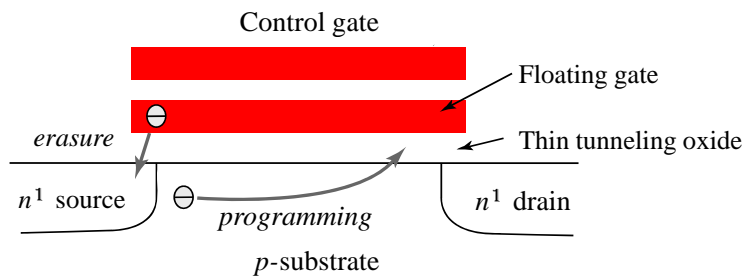 Control gate
Floating gate
erasure
Thin tunneling oxide
n¹ source
programming
n¹ drain
p-substrate